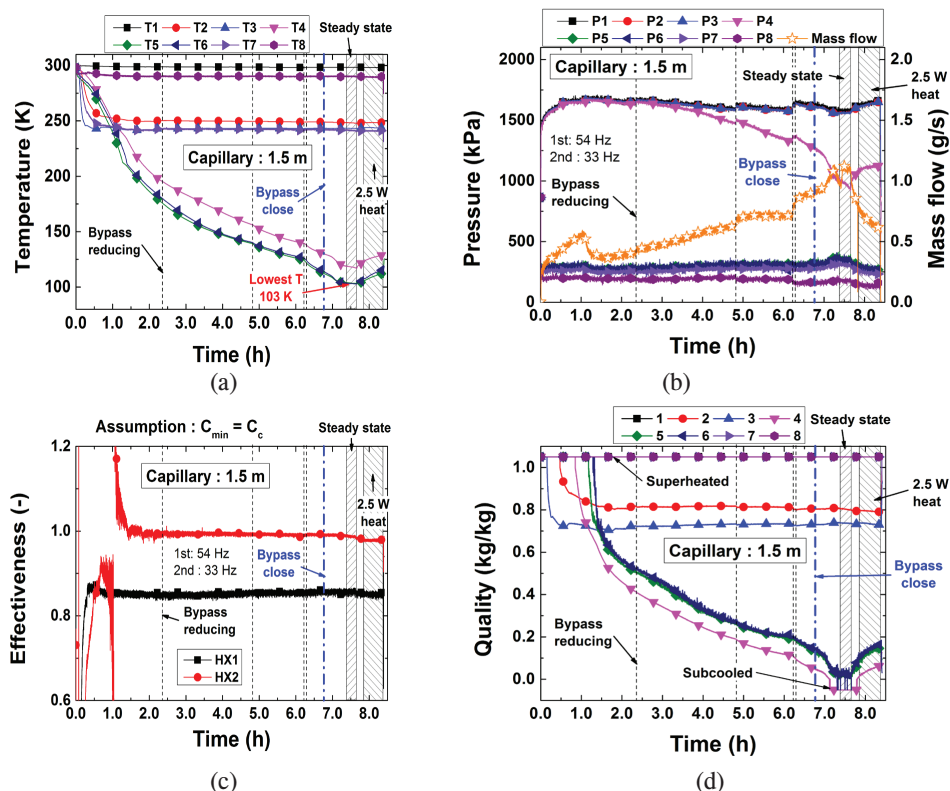 T1 T2 T3 T4 Steady state
T5 T6 T7 T8
300
250
200
150
100
Temperature (K)
Capillary : 1.5 m
Bypass
close
2.5 W
heat
Bypass
reducing
Lowest T
103 K
0.0 1.0 2.0 3.0 4.0 5.0 6.0 7.0 8.0
Time (h)
(a)
P1 P2 P3 P4
P5 P6 P7 P8 Mass flow
2000
1500
1000
500
0
Pressure (kPa)
Capillary : 1.5 m
Steady state
2.5 W
heat
1st: 54 Hz
2nd : 33 Hz
Bypass
reducing
Bypass
close
2.0
1.5
1.0
0.5
0.0
Mass flow (g/s)
0.0 1.0 2.0 3.0 4.0 5.0 6.0 7.0 8.0
Time (h)
(b)
Assumption : Cmin = Cc
Steady state
1.2
1.0
0.8
0.6
Effectiveness (-)
Capillary : 1.5 m
2.5 W
heat
1st: 54 Hz
2nd : 33 Hz
Bypass
close
Bypass
reducing
HX1
HX2
0.0 1.0 2.0 3.0 4.0 5.0 6.0 7.0 8.0
Time (h)
(c)
1 2 3 4 Steady state
5 6 7 8
1.0
0.8
0.6
0.4
0.2
0.0
Quality (kg/kg)
Superheated
2.5 W
heat
Capillary : 1.5 m
Bypass
close
Bypass
reducing
Subcooled
0.0 1.0 2.0 3.0 4.0 5.0 6.0 7.0 8.0
Time (h)
(d)